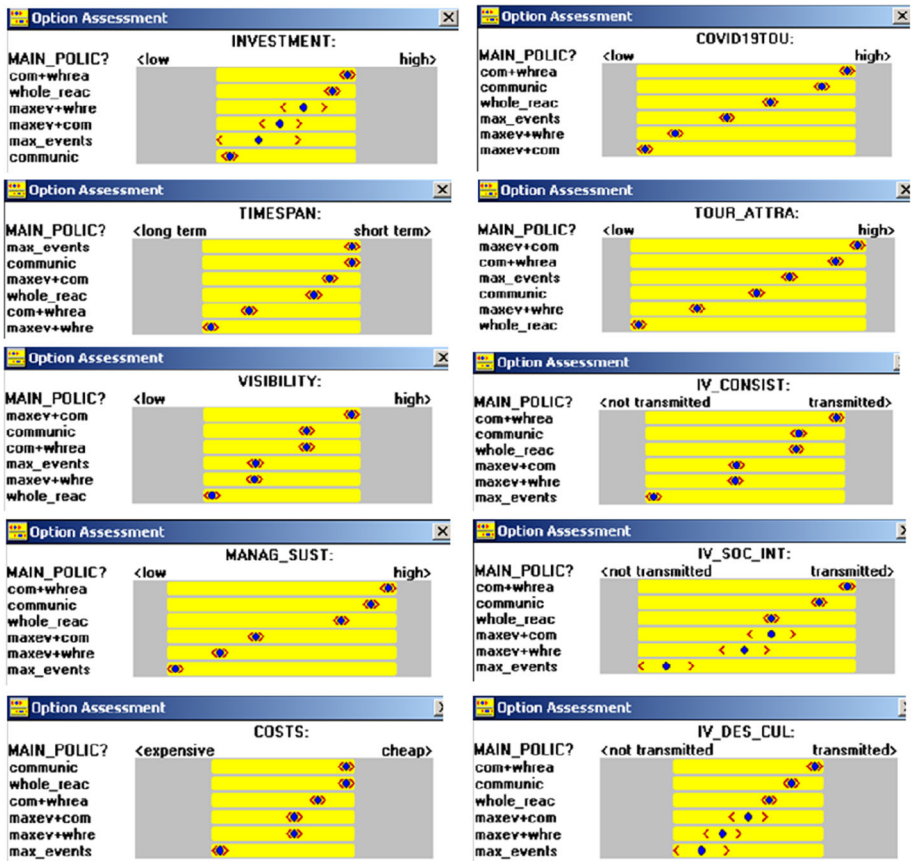 Option Assessment
INVESTMENT:
MAIN_POLIC? <low high>
com+whrea
whole_reac
maxev+whre
maxev+com
max_events
communic
Option Assessment
COVID19TOU:
MAIN_POLIC? <low high>
com+whrea
communic
whole_reac
max_events
maxev+whre
maxev+com
Option Assessment
TIMESPAN:
MAIN_POLIC? <long term short term>
max_events
communic
maxev+com
whole_reac
com+whrea
maxev+whre
Option Assessment
TOUR_ATTRA:
MAIN_POLIC? <low high>
maxev+com
com+whrea
max_events
communic
maxev+whre
whole_reac
Option Assessment
VISIBILITY:
MAIN_POLIC? <low high>
maxev+com
communic
com+whrea
max_events
maxev+whre
whole_reac
Option Assessment
IV_CONSIST:
MAIN_POLIC? <not transmitted transmitted>
com+whrea
communic
whole_reac
maxev+com
maxev+whre
max_events
Option Assessment
MANAG_SUST:
MAIN_POLIC? <low high>
com+whrea
communic
whole_reac
maxev+com
maxev+whre
max_events
Option Assessment
IV_SOC_INT:
MAIN_POLIC? <not transmitted transmitted>
com+whrea
communic
whole_reac
maxev+com
maxev+whre
max_events
Option Assessment
COSTS:
MAIN_POLIC? <expensive cheap>
communic
whole_reac
com+whrea
maxev+com
maxev+whre
max_events
Option Assessment
IV_DES_CUL:
MAIN_POLIC? <not transmitted transmitted>
com+whrea
communic
whole_reac
maxev+com
maxev+whre
max_events